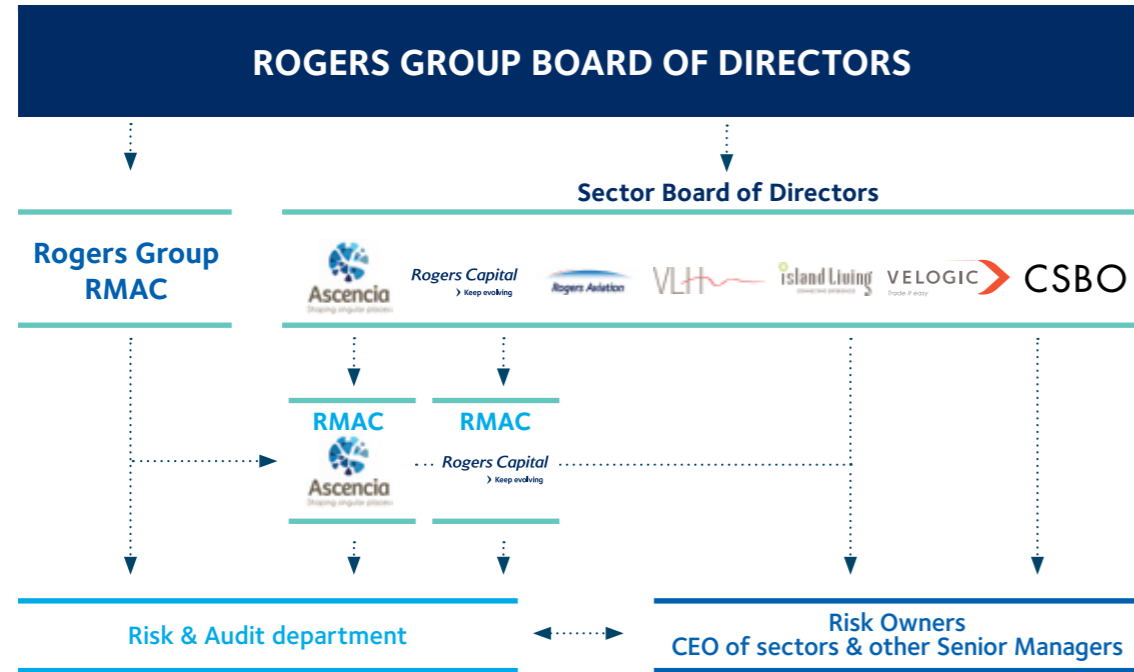 ROGERS GROUP BOARD OF DIRECTORS
Sector Board of Directors
Rogers Group
RMAC
Ascencia
Shaping singular places
Rogers Capital
› Keep evolving
Rogers Aviation
VLH
island Living
CONNECTING DIFFERENCE
VELOGIC
Trade it easy
CSBO
RMAC
Ascencia
Shaping singular places
RMAC
Rogers Capital
› Keep evolving
Risk & Audit department
Risk Owners
CEO of sectors & other Senior Managers